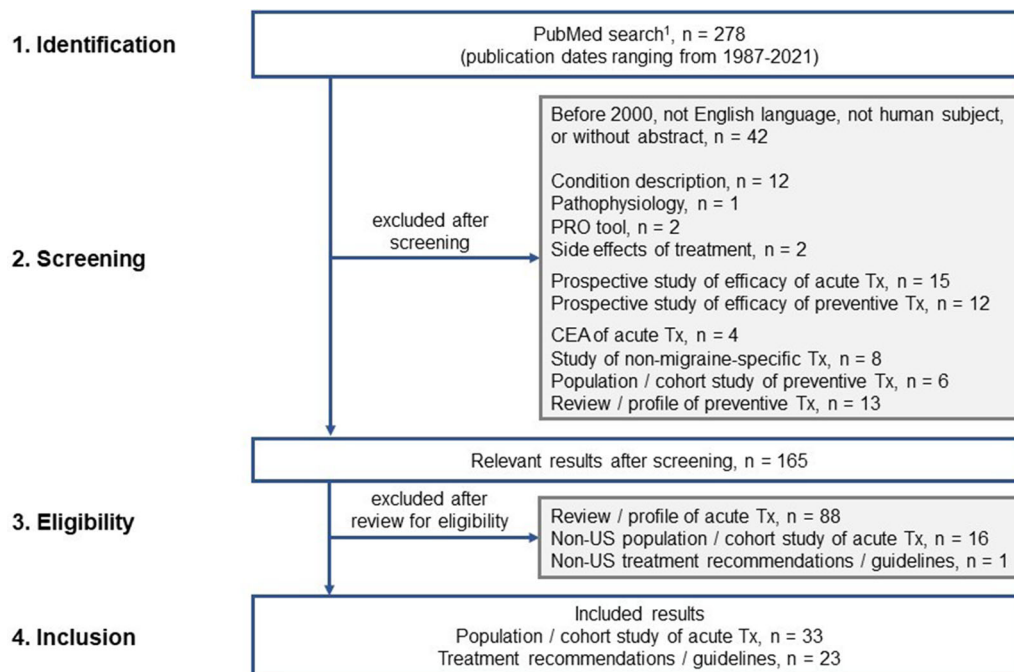 1. Identification
PubMed search¹, n = 278
(publication dates ranging from 1987-2021)
Before 2000, not English language, not human subject,
or without abstract, n = 42
Condition description, n = 12
Pathophysiology, n = 1
PRO tool, n = 2
Side effects of treatment, n = 2
Prospective study of efficacy of acute Tx, n = 15
Prospective study of efficacy of preventive Tx, n = 12
CEA of acute Tx, n = 4
Study of non-migraine-specific Tx, n = 8
Population / cohort study of preventive Tx, n = 6
Review / profile of preventive Tx, n = 13
excluded after
screening
2. Screening
Relevant results after screening, n = 165
3. Eligibility
excluded after
review for eligibility
Review / profile of acute Tx, n = 88
Non-US population / cohort study of acute Tx, n = 16
Non-US treatment recommendations / guidelines, n = 1
4. Inclusion
Included results
Population / cohort study of acute Tx, n = 33
Treatment recommendations / guidelines, n = 23